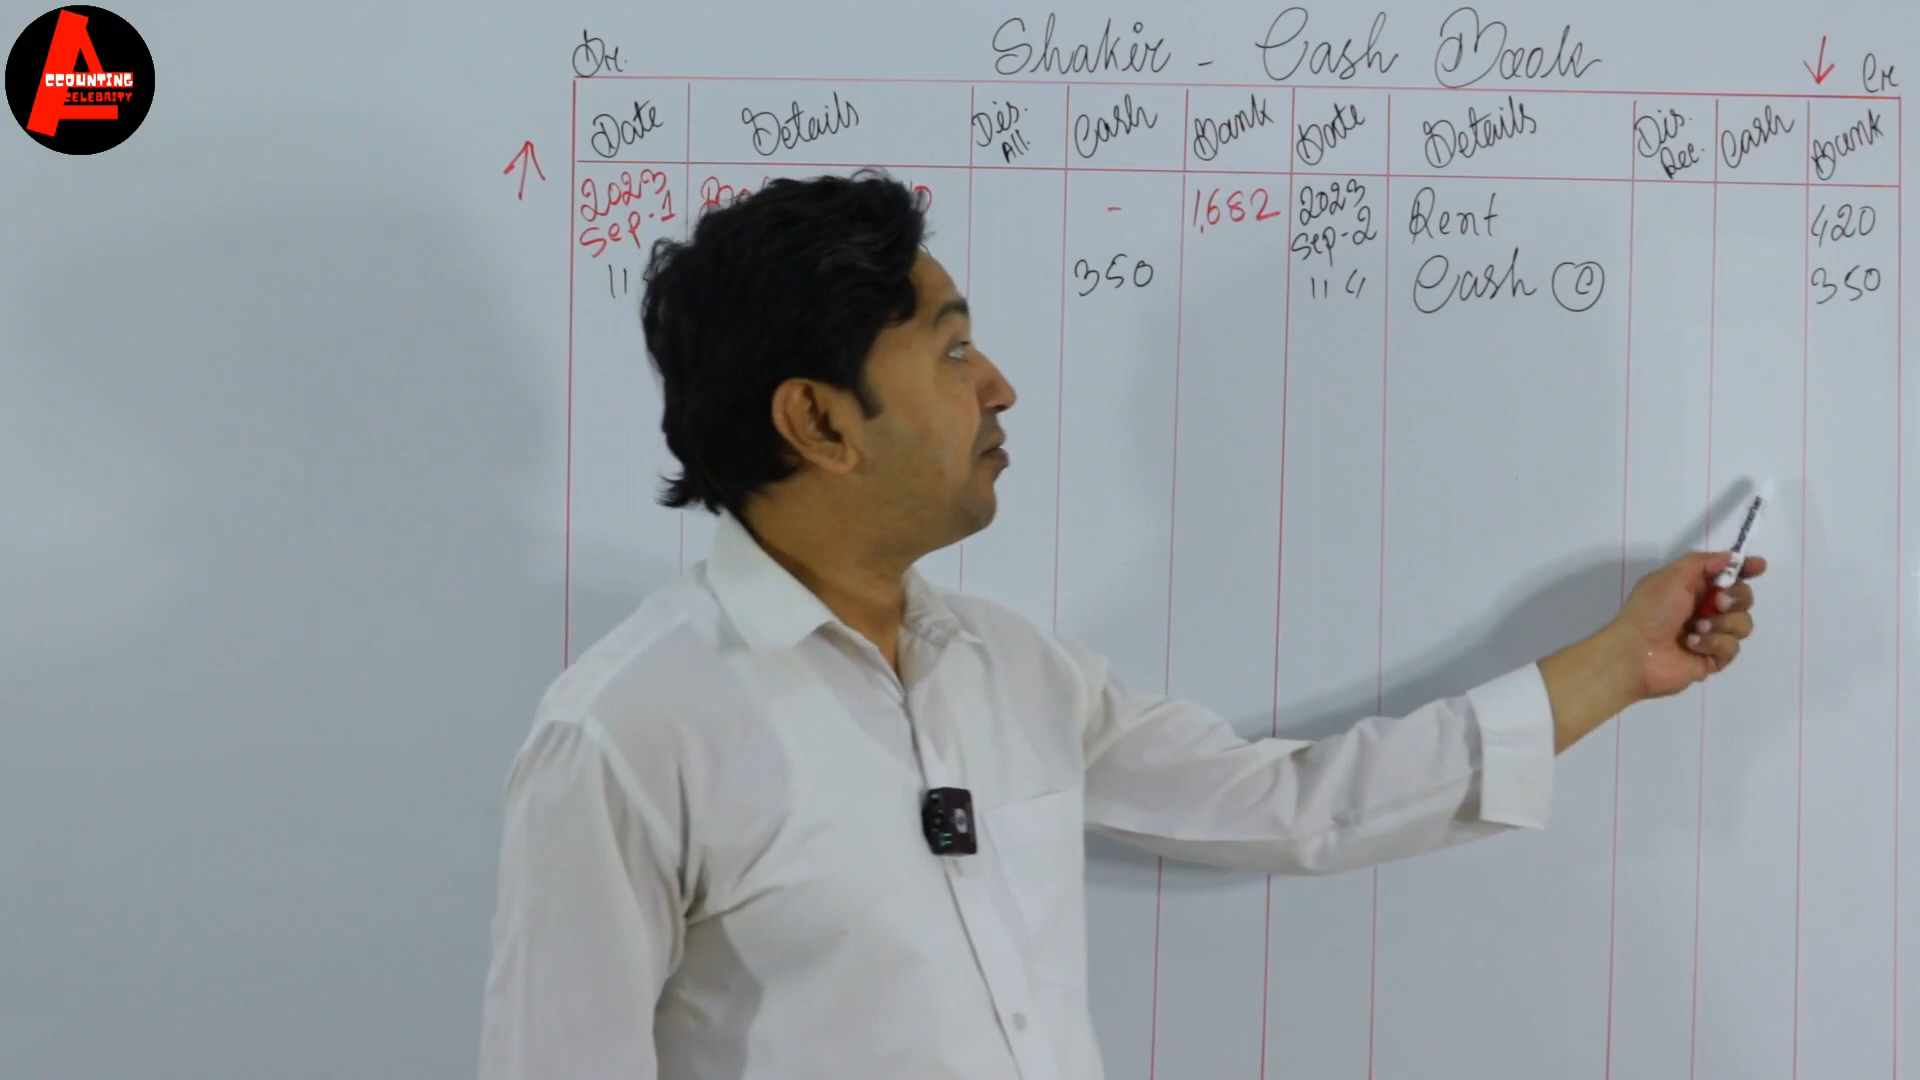 ACCOUNTING
CELEBRITY
Dr. Shakir - Cash Book Cr
Date Details Dis. All. Cash Bank Date Details Dis. Rec. Cash Bank
2023 - 1,682 2023 Rent 420
Sep-1 Sep-2
11 350 11 4 Cash © 350